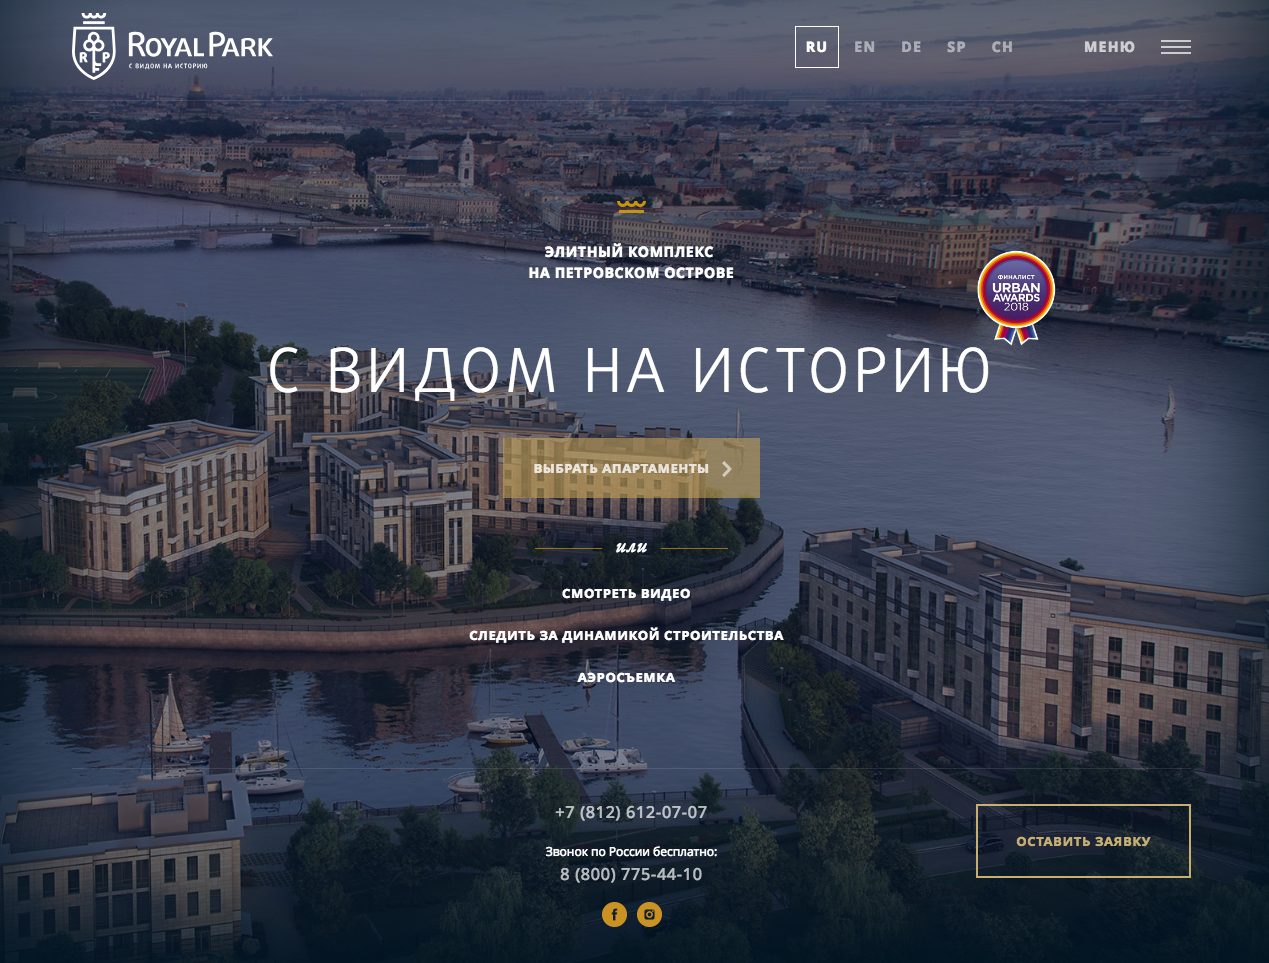 ROYAL PARK
С ВИДОМ НА ИСТОРИЮ
RLP
RU EN DE SP CH
МЕНЮ
ЭЛИТНЫЙ КОМПЛЕКС
НА ПЕТРОВСКОМ ОСТРОВЕ
ФИНАЛИСТ
URBAN
AWARDS
2018
С ВИДОМ НА ИСТОРИЮ
ВЫБРАТЬ АПАРТАМЕНТЫ
или
СМОТРЕТЬ ВИДЕО
СЛЕДИТЬ ЗА ДИНАМИКОЙ СТРОИТЕЛЬСТВА
АЭРОСЪЕМКА
+7 (812) 612-07-07
Звонок по России бесплатно:
8 (800) 775-44-10
ОСТАВИТЬ ЗАЯВКУ